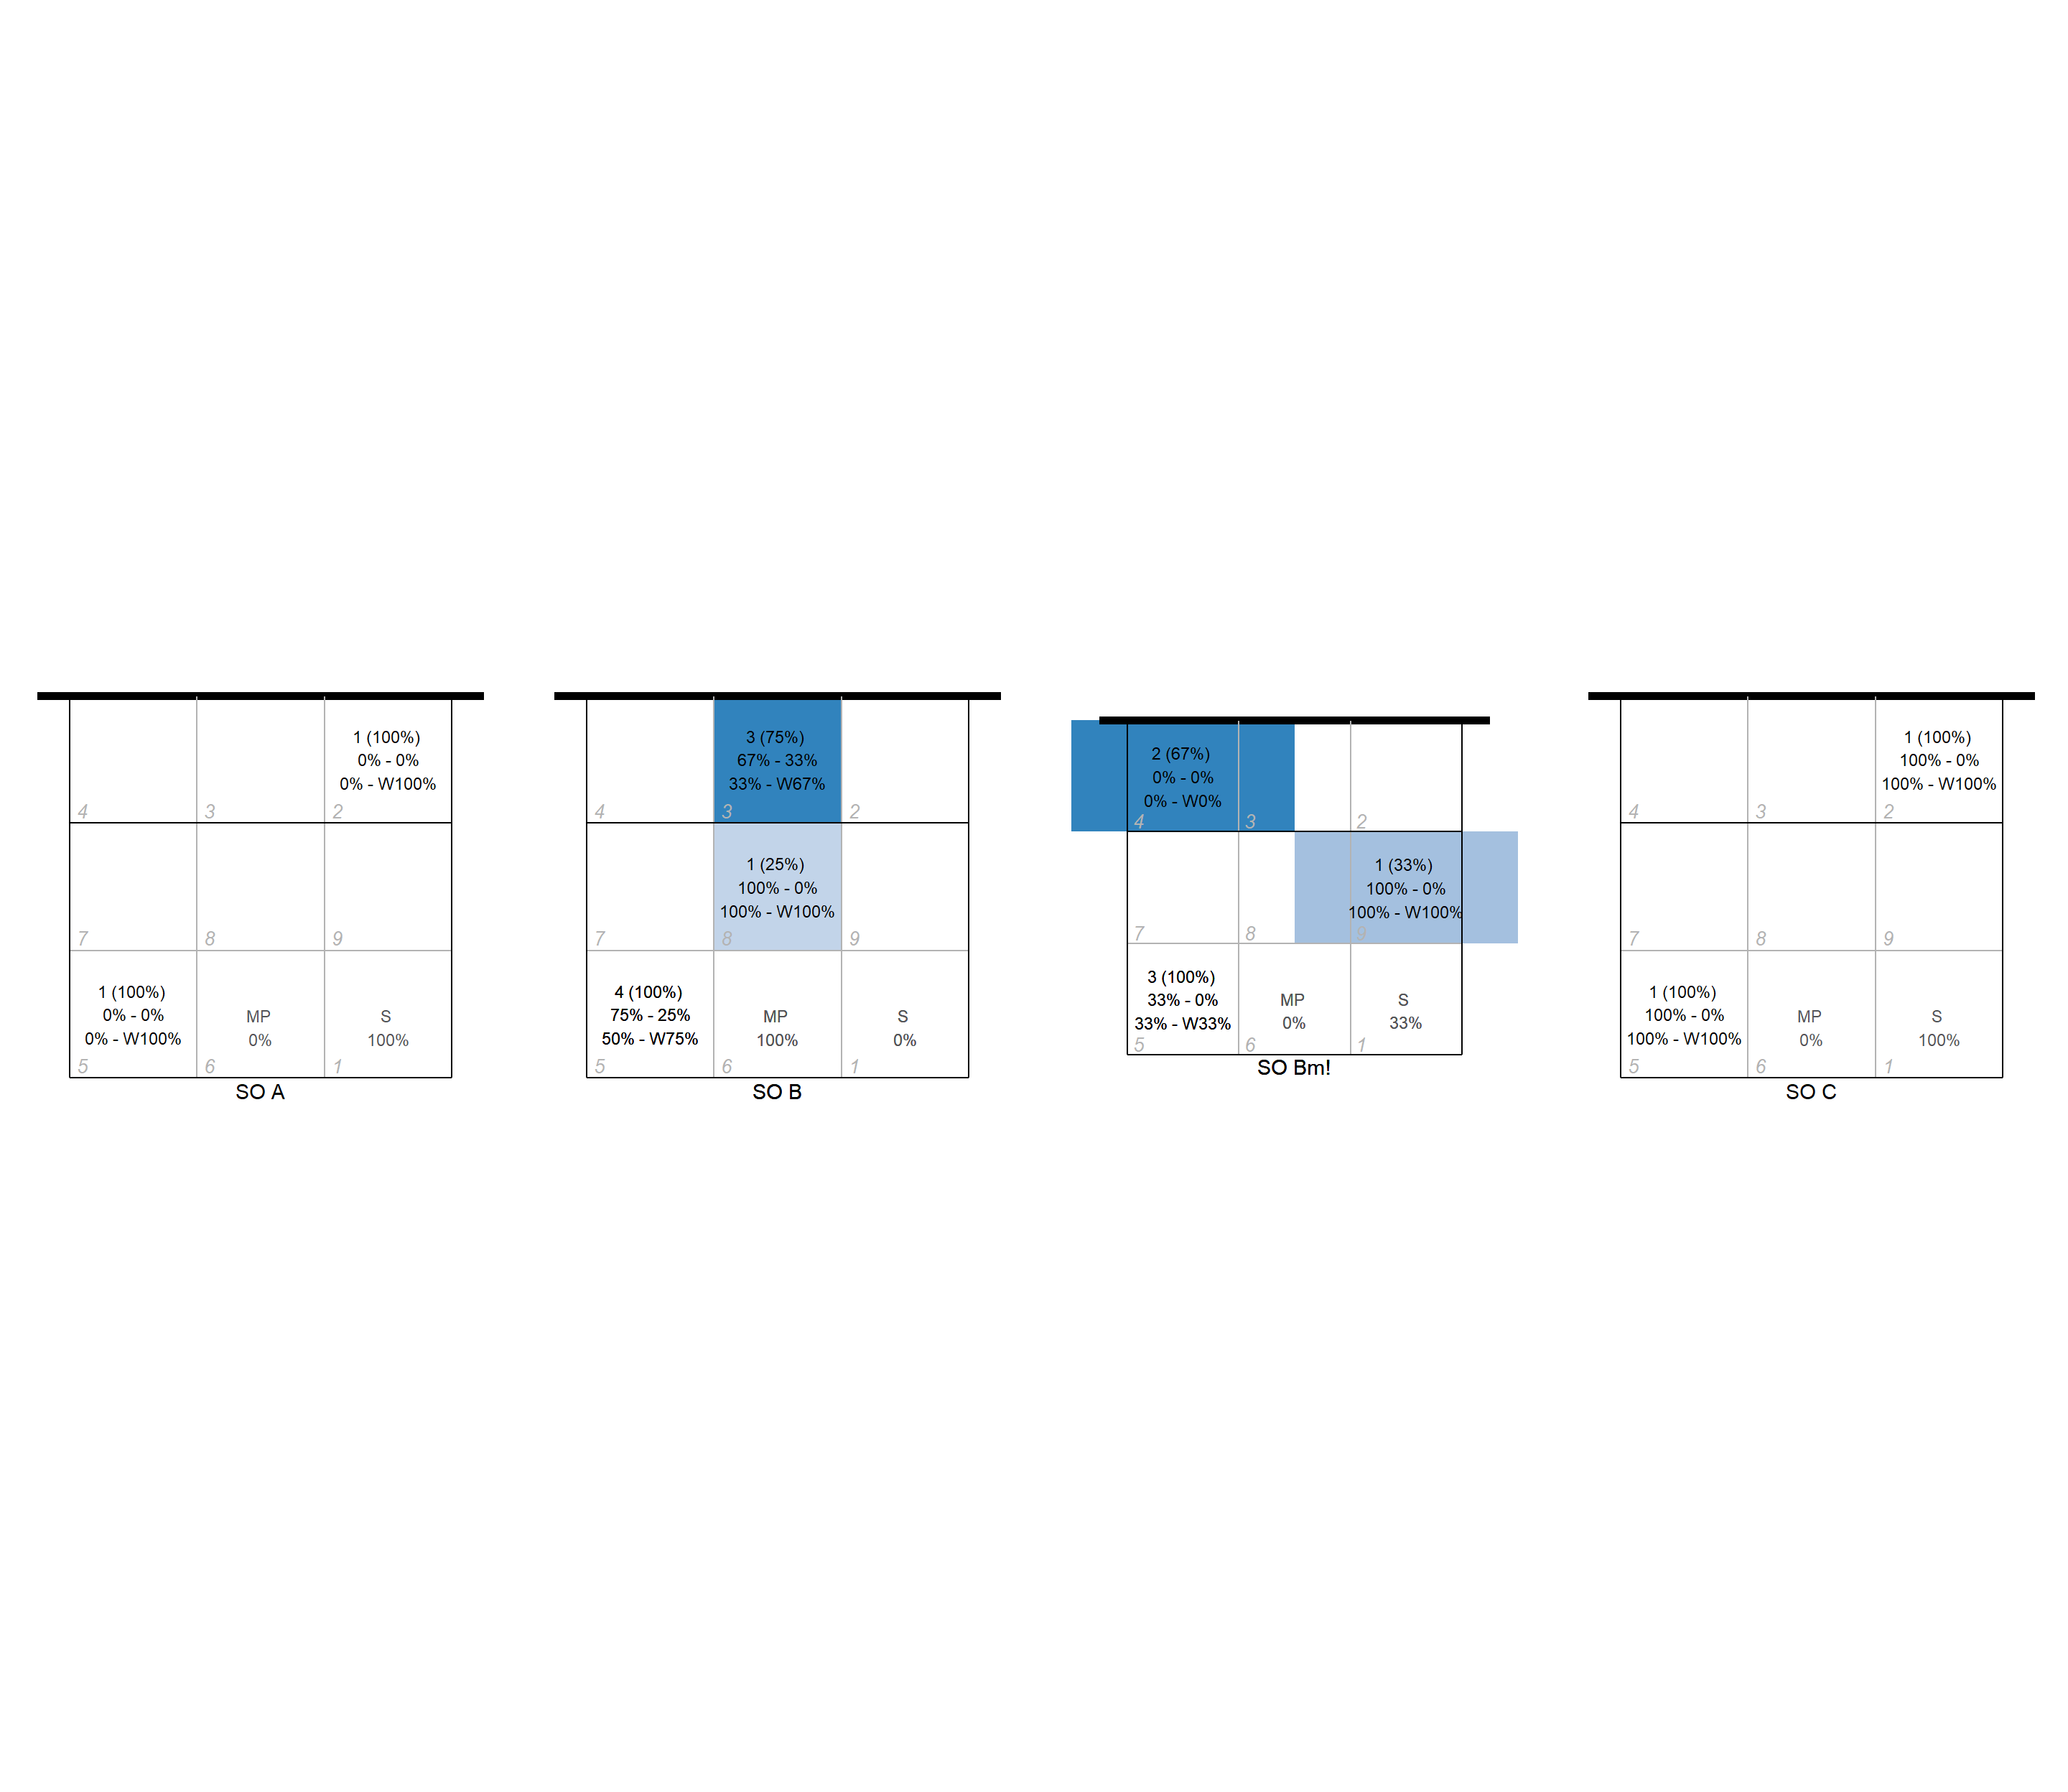 1 (100%)
0% - 0%
0% - W100%
4
3
2
7
8
9
1 (100%)
0% - 0%
0% - W100%
MP
0%
S
100%
5
6
1
SO A
3 (75%)
67% - 33%
33% - W67%
4
3
2
1 (25%)
100% - 0%
100% - W100%
7
8
9
4 (100%)
75% - 25%
50% - W75%
MP
100%
S
0%
5
6
1
SO B
2 (67%)
0% - 0%
0% - W0%
4
3
2
1 (33%)
100% - 0%
100% - W100%
7
8
9
3 (100%)
33% - 0%
33% - W33%
MP
0%
S
33%
5
6
1
SO Bm!
1 (100%)
100% - 0%
100% - W100%
4
3
2
7
8
9
1 (100%)
100% - 0%
100% - W100%
MP
0%
S
100%
5
6
1
SO C